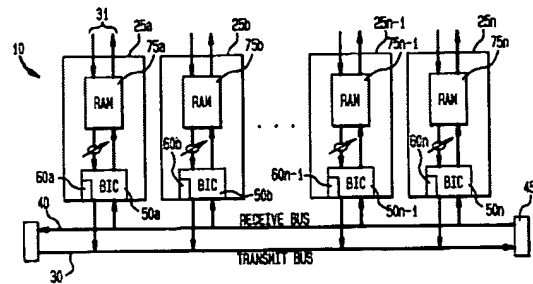 31
25a
25b
25n-1
25n
10
75a
75b
75n-1
75n
RAM
RAM
RAM
RAM
60a
60b
60n-1
60n
BIC
BIC
BIC
BIC
50a
50b
50n-1
50n
40
RECEIVE BUS
45
TRANSMIT BUS
30